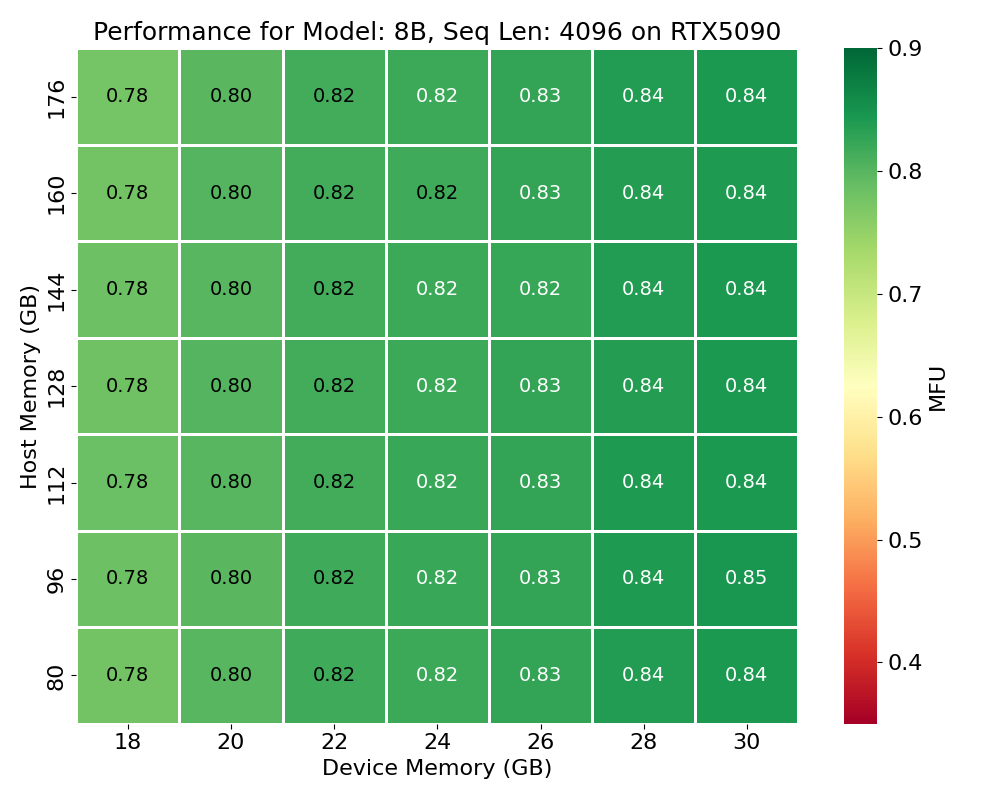 Performance for Model: 8B, Seq Len: 4096 on RTX5090
176 0.78 0.80 0.82 0.82 0.83 0.84 0.84
160 0.78 0.80 0.82 0.82 0.83 0.84 0.84
144 0.78 0.80 0.82 0.82 0.82 0.84 0.84
128 0.78 0.80 0.82 0.82 0.83 0.84 0.84
112 0.78 0.80 0.82 0.82 0.83 0.84 0.84
96 0.78 0.80 0.82 0.82 0.83 0.84 0.85
80 0.78 0.80 0.82 0.82 0.83 0.84 0.84
18 20 22 24 26 28 30
Device Memory (GB)
Host Memory (GB)
0.9
0.8
0.7
0.6
0.5
0.4
MFU